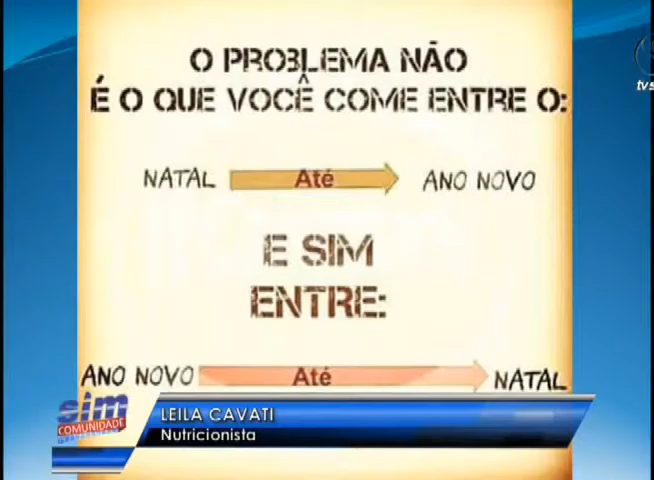 O PROBLEMA NÃO
É O QUE VOCÊ COME ENTRE O:
NATAL Até ANO NOVO
E SIM
ENTRE:
ANO NOVO Até NATAL
sim
COMUNIDADE
LEILA CAVATI
Nutricionista